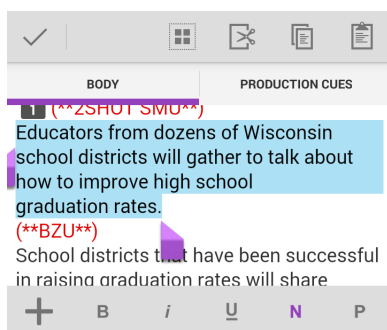 BODY PRODUCTION CUES
1 (**2SHOT SMU**)
Educators from dozens of Wisconsin
school districts will gather to talk about
how to improve high school
graduation rates.
(**BZU**)
School districts that have been successful
in raising graduation rates will share
B i U N P